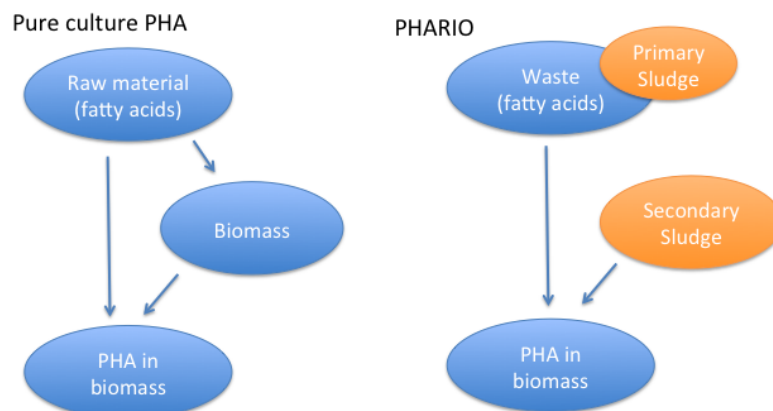 Pure culture PHA
Raw material
(fatty acids)
Biomass
PHA in
biomass
PHARIO
Waste
(fatty acids)
Primary
Sludge
Secondary
Sludge
PHA in
biomass